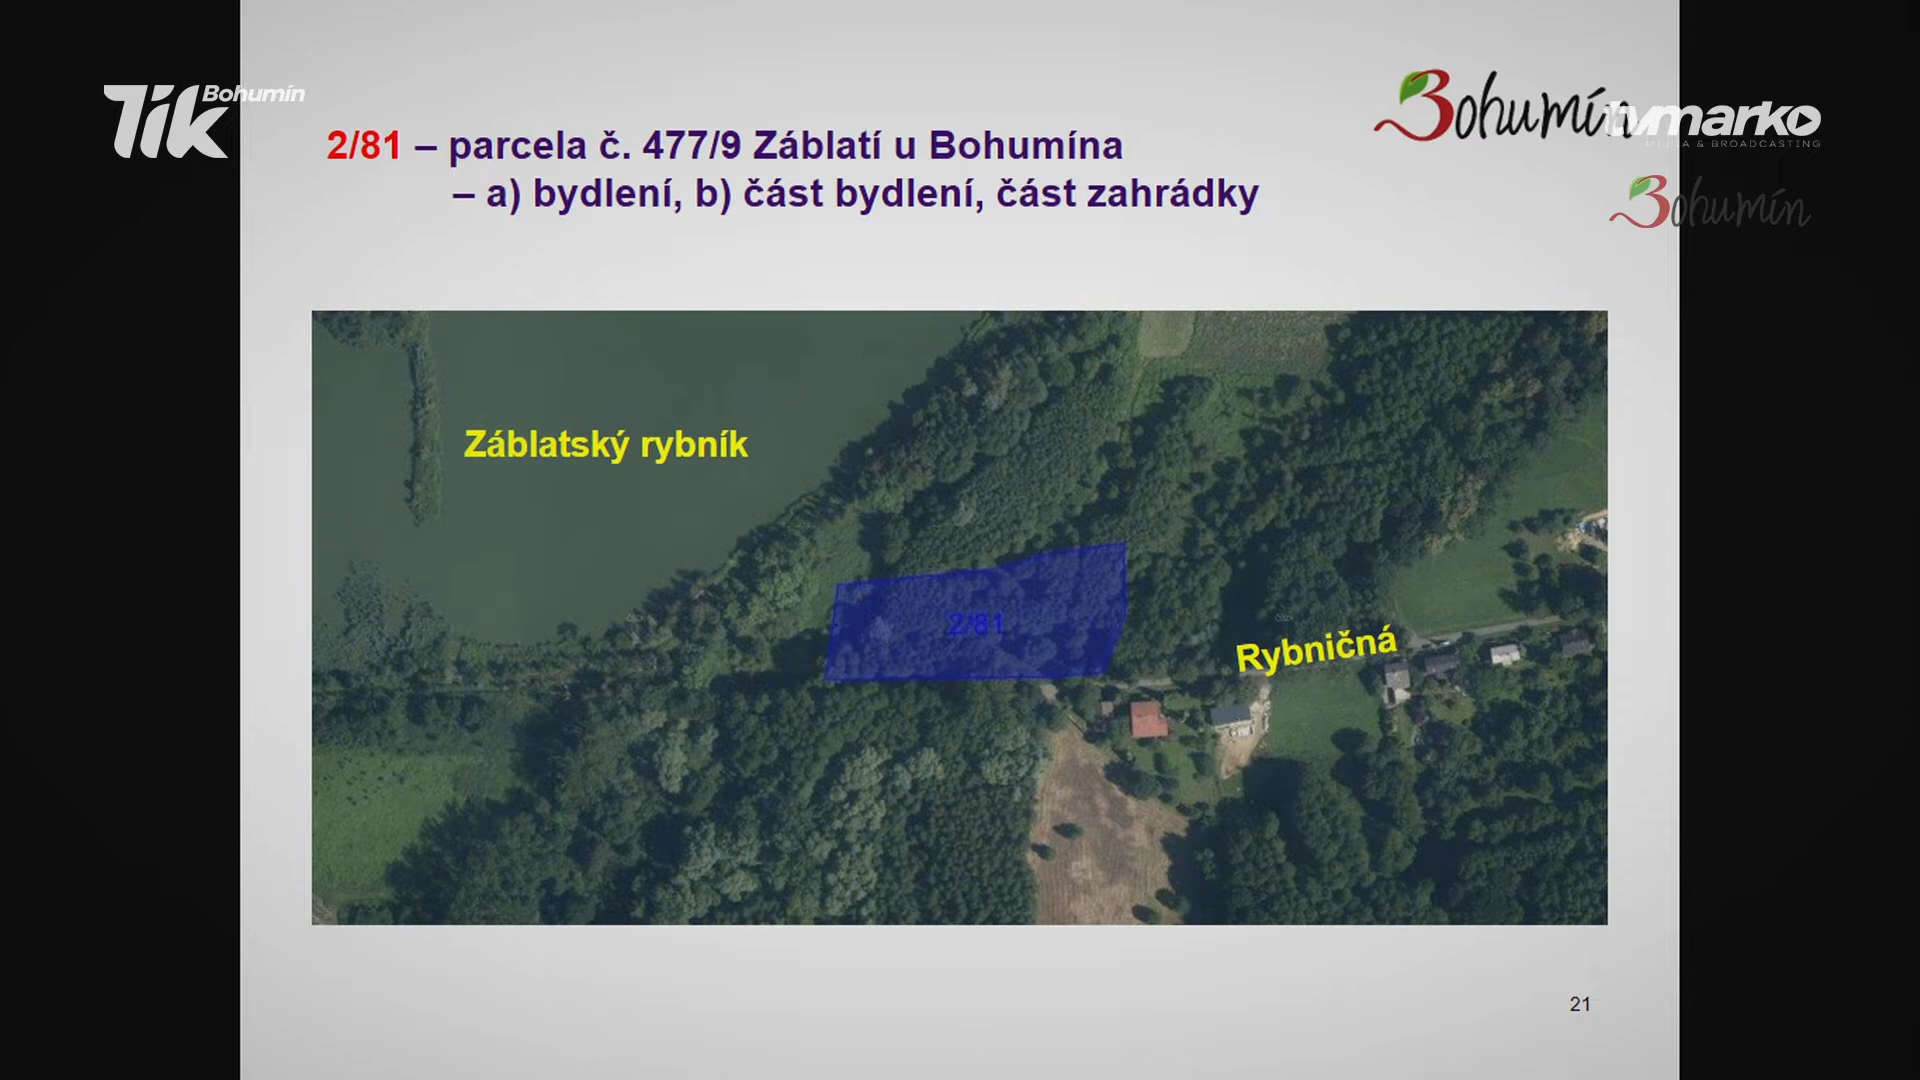 Tik Bohumín
Bohumín
tvmarko
MEDIA & BROADCASTING
Bohumín
2/81 – parcela č. 477/9 Záblatí u Bohumína
– a) bydlení, b) část bydlení, část zahrádky
Záblatský rybník
2/81
Rybničná
21